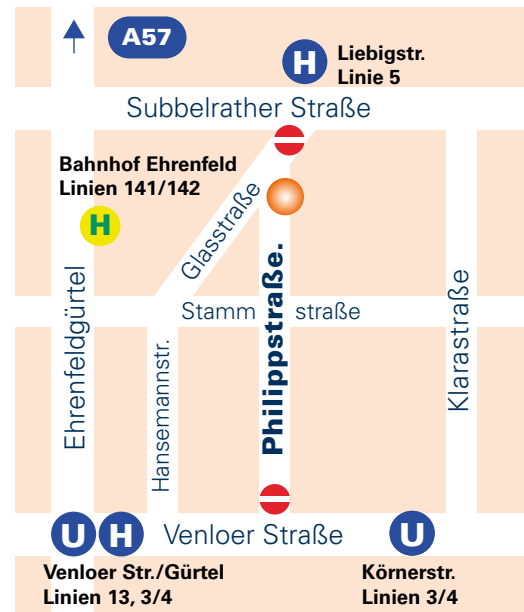 A57
H
Liebigstr.
Linie 5
Subbelrather Straße
Bahnhof Ehrenfeld
Linien 141/142
H
Glasstraße
Ehrenfeldgürtel
Stamm straße
Philippstraße.
Hansemannstr.
Klarastraße
U H Venloer Straße U
Venloer Str./Gürtel
Linien 13, 3/4
Körnerstr.
Linien 3/4